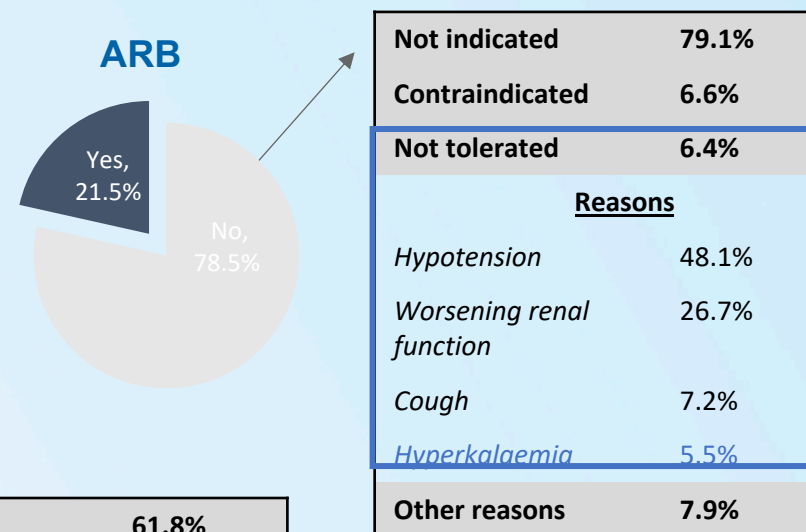 ARB
Yes,
21.5%
No,
78.5%
Not indicated 79.1%
Contraindicated 6.6%
Not tolerated 6.4%
Reasons
Hypotension 48.1%
Worsening renal 26.7%
function
Cough 7.2%
Hyperkalaemia 5.5%
Other reasons 7.9%
61.8%